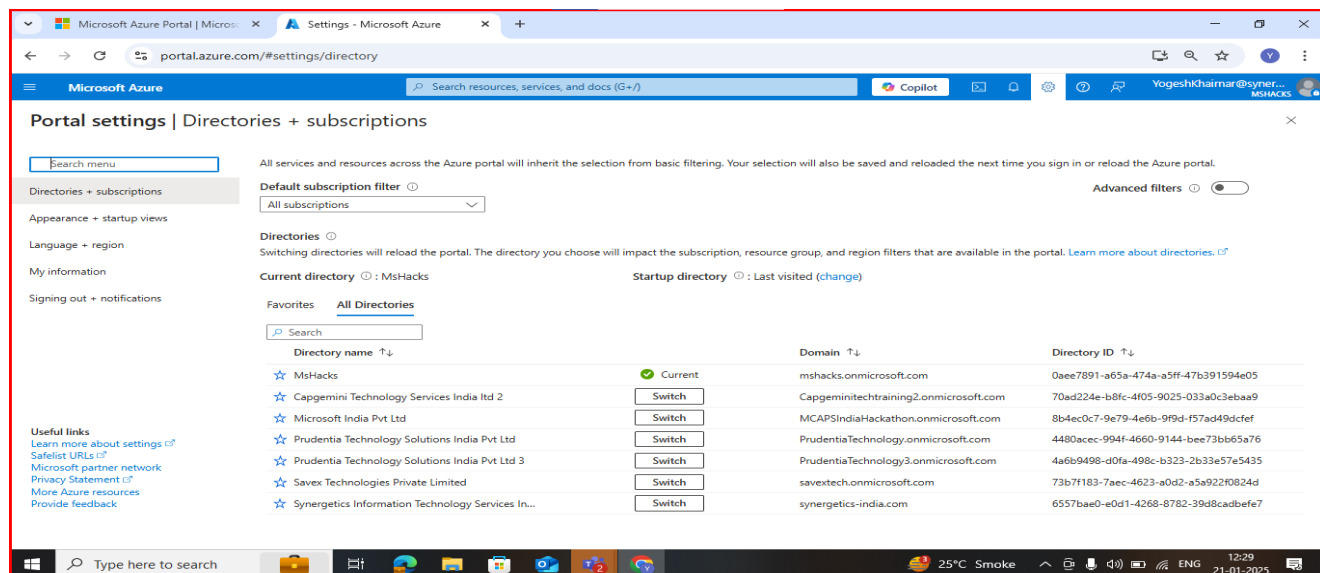 Microsoft Azure Portal | Micros
Settings - Microsoft Azure
portal.azure.com/#settings/directory
Y
Microsoft Azure
Search resources, services, and docs (G+/)
Copilot
YogeshKhairnar@syner...
MSHACKS
Portal settings | Directories + subscriptions
Search menu
Directories + subscriptions
Appearance + startup views
Language + region
My information
Signing out + notifications
Useful links
Learn more about settings
Safelist URLs
Microsoft partner network
Privacy Statement
More Azure resources
Provide feedback
All services and resources across the Azure portal will inherit the selection from basic filtering. Your selection will also be saved and reloaded the next time you sign in or reload the Azure portal.
Default subscription filter
Advanced filters
All subscriptions
Directories
Switching directories will reload the portal. The directory you choose will impact the subscription, resource group, and region filters that are available in the portal. Learn more about directories.
Current directory : MsHacks Startup directory : Last visited (change)
Favorites All Directories
Search
Directory name ↑↓ Domain ↑↓ Directory ID ↑↓
MsHacks Current mshacks.onmicrosoft.com 0aee7891-a65a-474a-a5ff-47b391594e05
Capgemini Technology Services India ltd 2 Switch Capgeminitechtraining2.onmicrosoft.com 70ad224e-b8fc-4f05-9025-033a0c3ebaa9
Microsoft India Pvt Ltd Switch MCAPSIndiaHackathon.onmicrosoft.com 8b4ec0c7-9e79-4e6b-9f9d-f57ad49dcfef
Prudentia Technology Solutions India Pvt Ltd Switch PrudentiaTechnology.onmicrosoft.com 4480acec-994f-4660-9144-bee73bb65a76
Prudentia Technology Solutions India Pvt Ltd 3 Switch PrudentiaTechnology3.onmicrosoft.com 4a6b9498-d0fa-498c-b323-2b33e57e5435
Savex Technologies Private Limited Switch savextech.onmicrosoft.com 73b7f183-7aec-4623-a0d2-a5a922f0824d
Synergetics Information Technology Services In... Switch synergetics-india.com 6557bae0-e0d1-4268-8782-39d8cadbefe7
Type here to search
25°C Smoke
ENG
12:29
21-01-2025